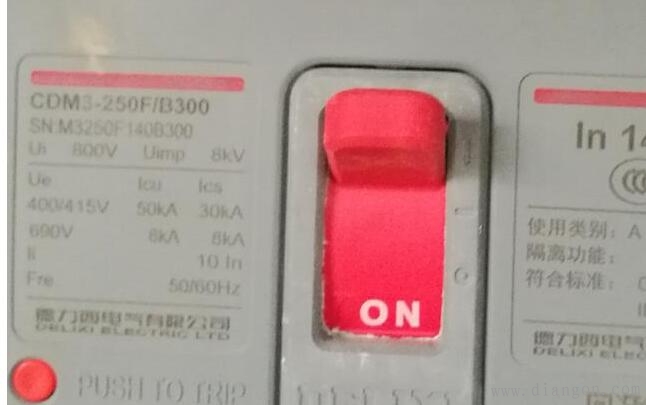 CDM3-250F/B300
SN:M3250F140B300
Ui 800V Uimp 8kV
Ue Icu Ics
400/415V 50kA 30kA
690V 8kA 8kA
Ii 10 In
Fre 50/60Hz
德力西电气有限公司
DELIXI ELECTRIC LTD
PUSH TO TRIP
ON
In 14
使用类别: A
隔离功能:
符合标准:
德力西电气
DELIXI ELECTR